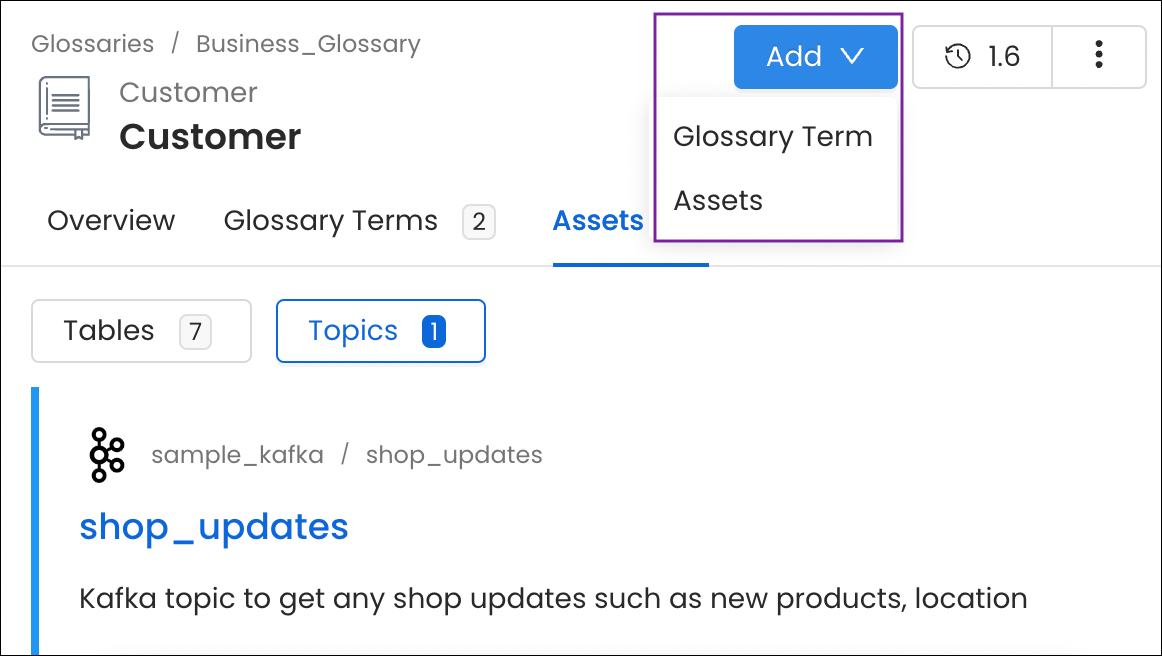 Glossaries / Business_Glossary
Add
1.6
Customer
Customer
Glossary Term
Assets
Overview
Glossary Terms 2
Assets
Tables 7
Topics 1
sample_kafka / shop_updates
shop_updates
Kafka topic to get any shop updates such as new products, location